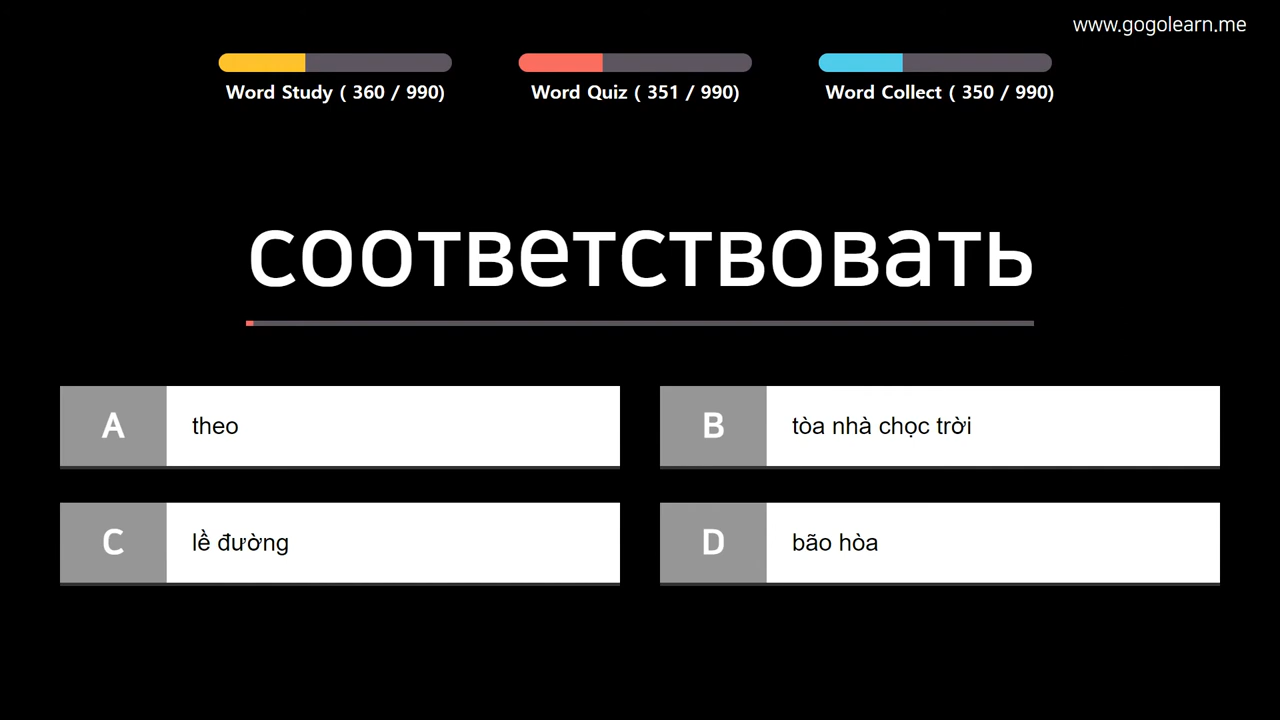 www.gogolearn.me
Word Study ( 360 / 990)
Word Quiz ( 351 / 990)
Word Collect ( 350 / 990)
соответствовать
A theo
B tòa nhà chọc trời
C lề đường
D bão hòa